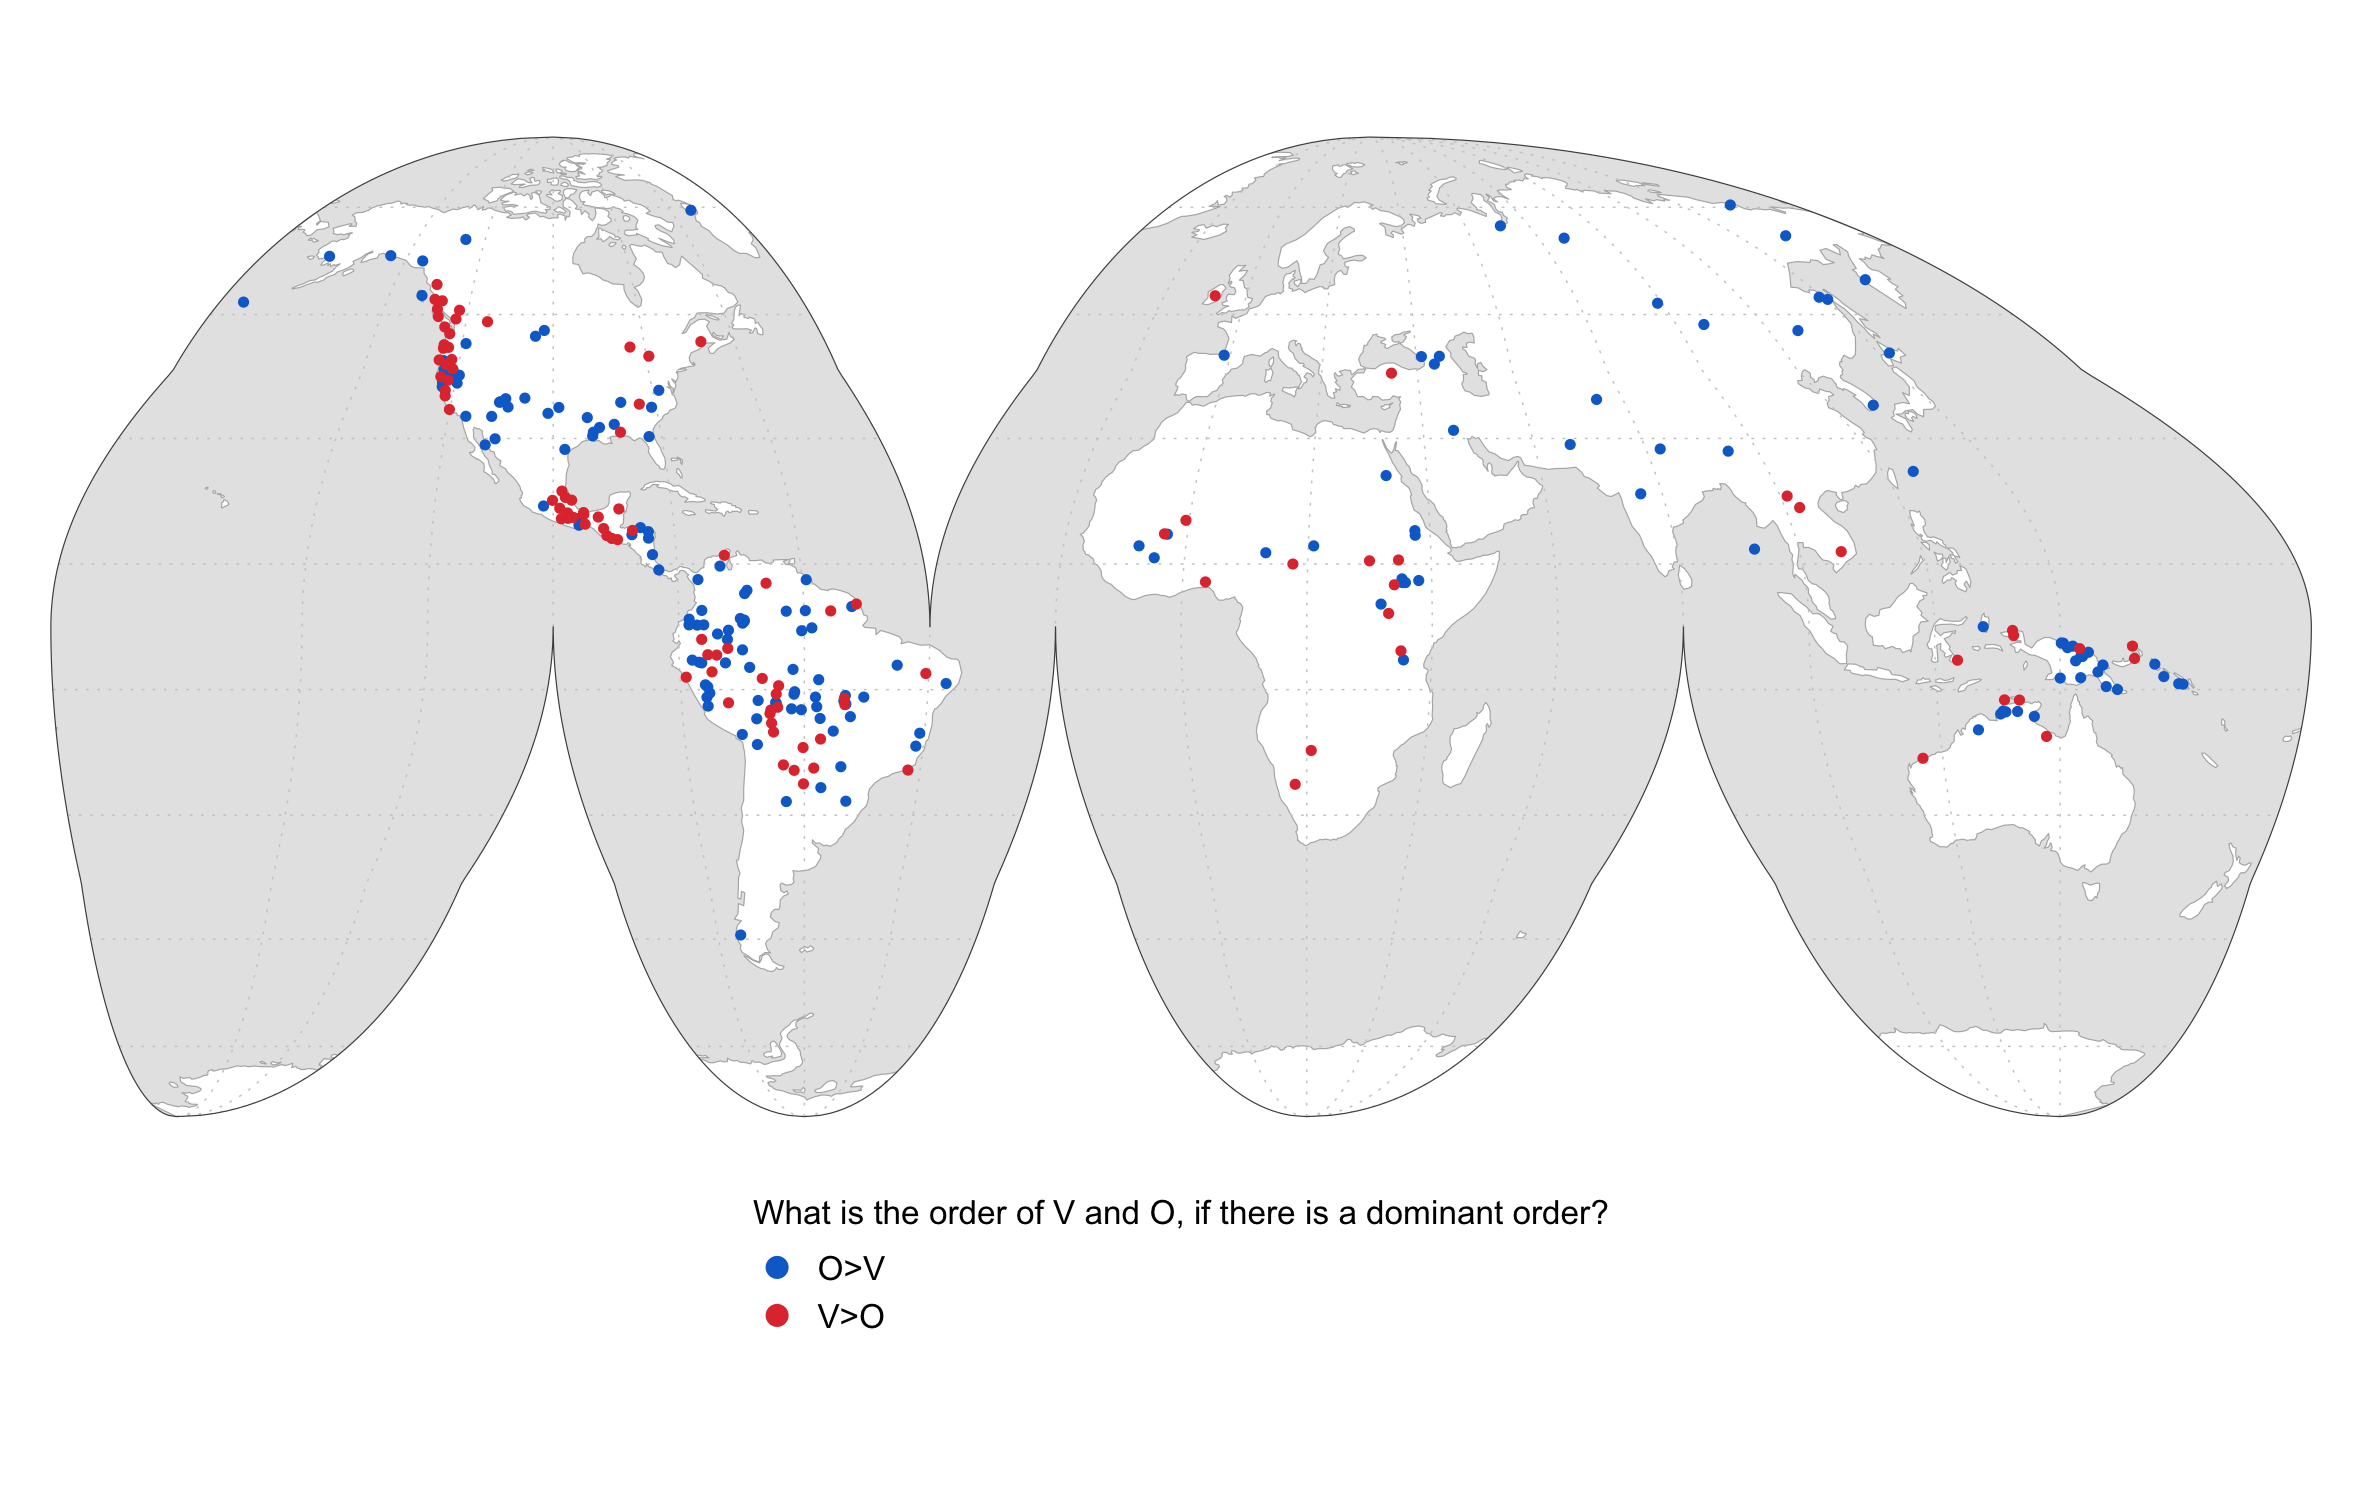 What is the order of V and O, if there is a dominant order?
O>V
V>O